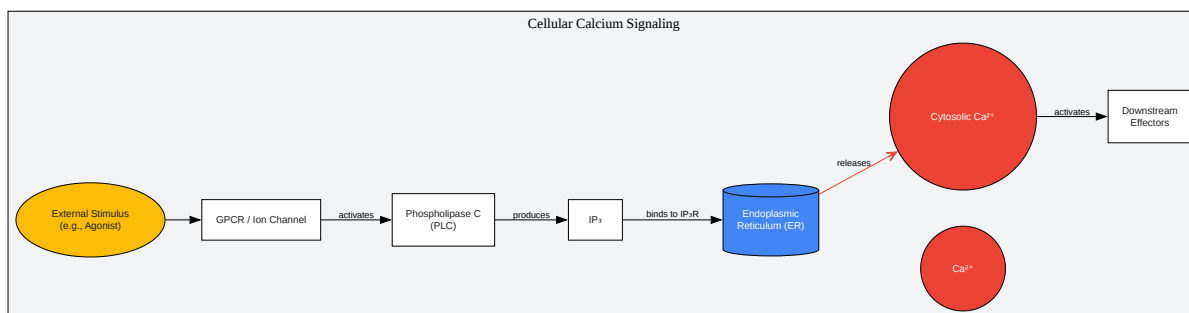 Cellular Calcium Signaling
External Stimulus
(e.g., Agonist)
GPCR / Ion Channel
activates
Phospholipase C
(PLC)
produces
IP₃
binds to IP₃R
Endoplasmic
Reticulum (ER)
releases
Cytosolic Ca²⁺
activates
Downstream
Effectors
Ca²⁺